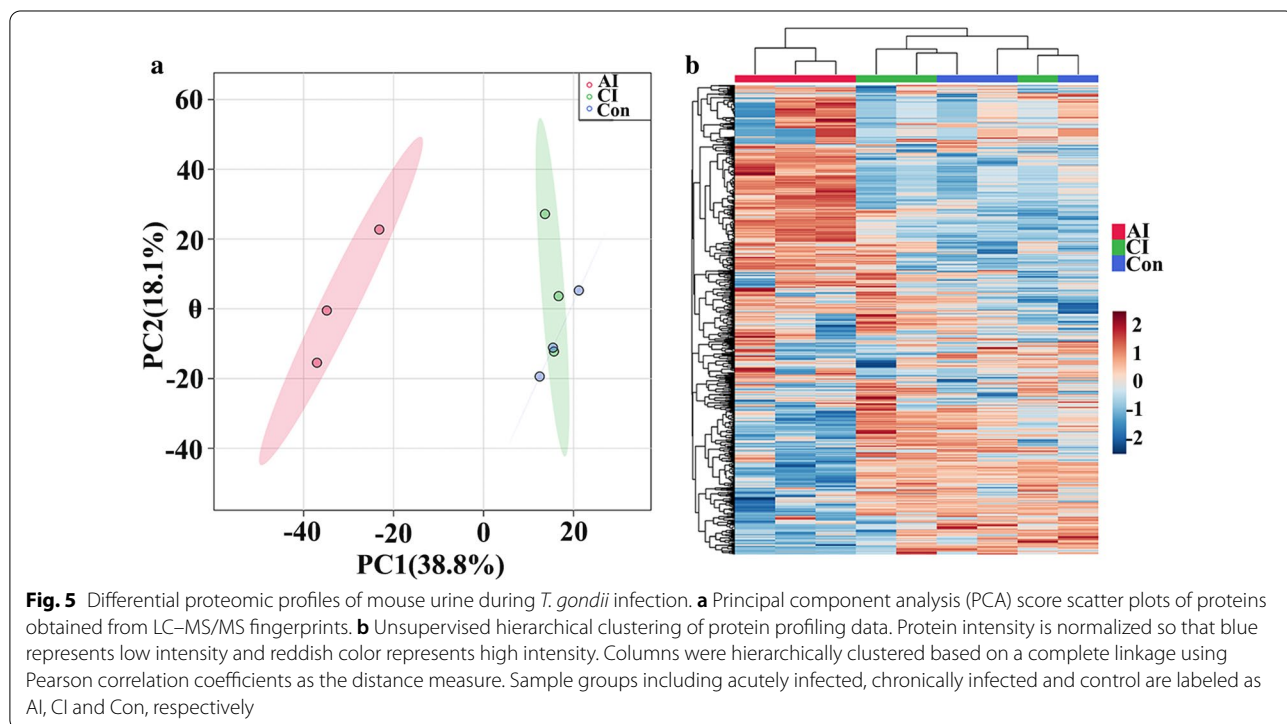 a
60
40
20
0
-20
-40
PC2(18.1%)
-40
-20
0
20
PC1(38.8%)
AI
CI
Con
b
AI
CI
Con
2
1
0
-1
-2
Fig. 5 Differential proteomic profiles of mouse urine during T. gondii infection. a Principal component analysis (PCA) score scatter plots of proteins
obtained from LC–MS/MS fingerprints. b Unsupervised hierarchical clustering of protein profiling data. Protein intensity is normalized so that blue
represents low intensity and reddish color represents high intensity. Columns were hierarchically clustered based on a complete linkage using
Pearson correlation coefficients as the distance measure. Sample groups including acutely infected, chronically infected and control are labeled as
AI, CI and Con, respectively